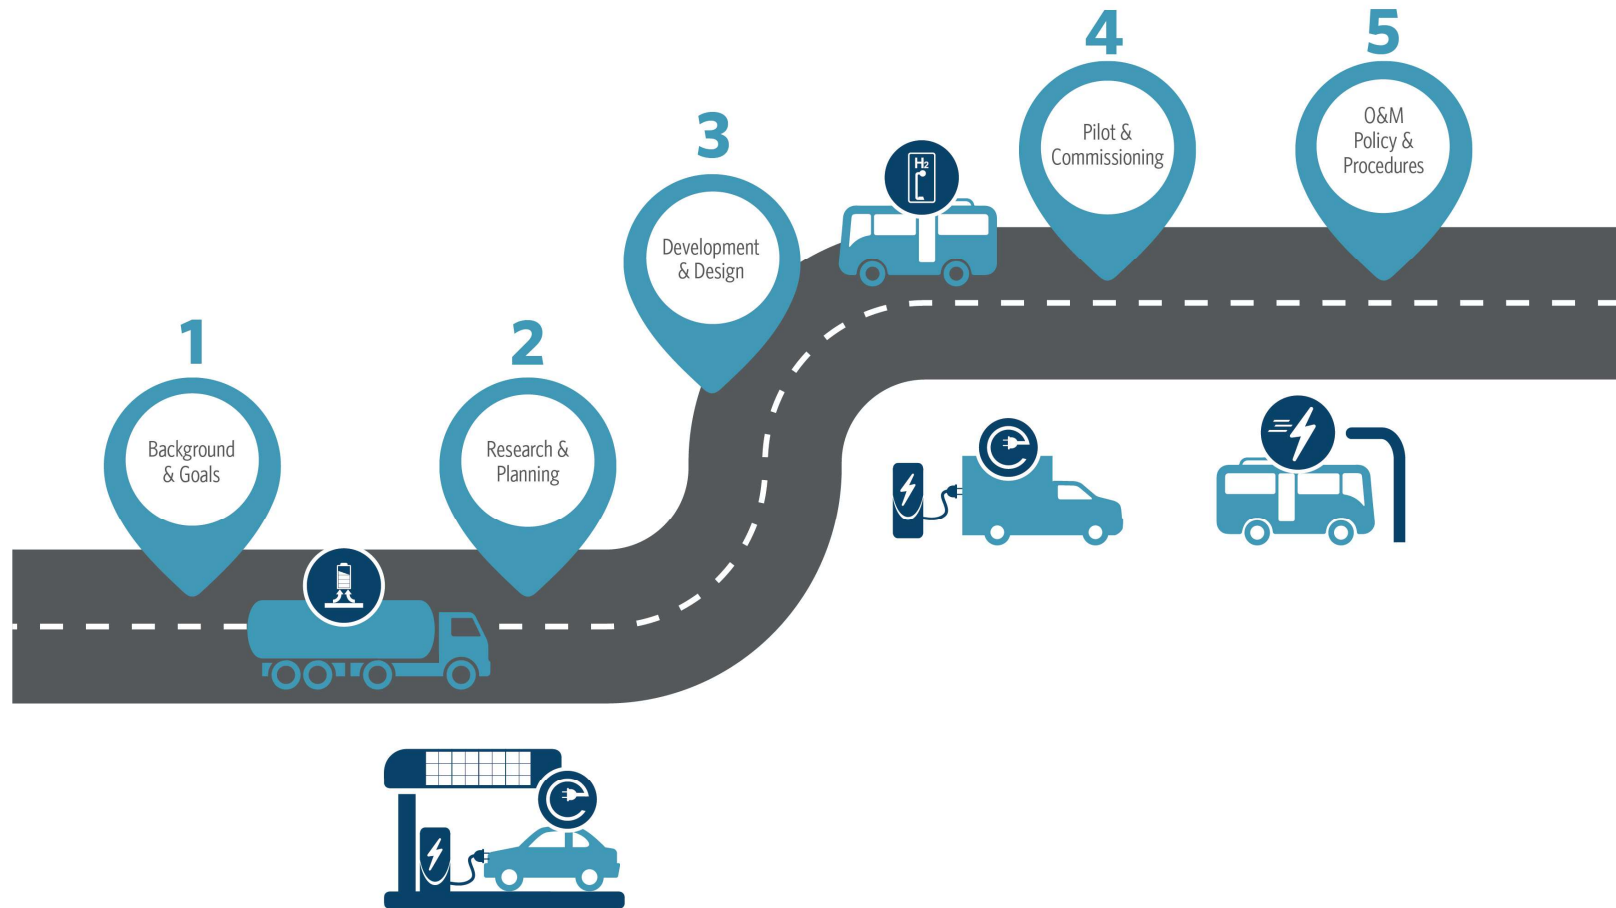 1
Background
& Goals
2
Research &
Planning
3
Development
& Design
H2
4
Pilot &
Commissioning
5
O&M
Policy &
Procedures